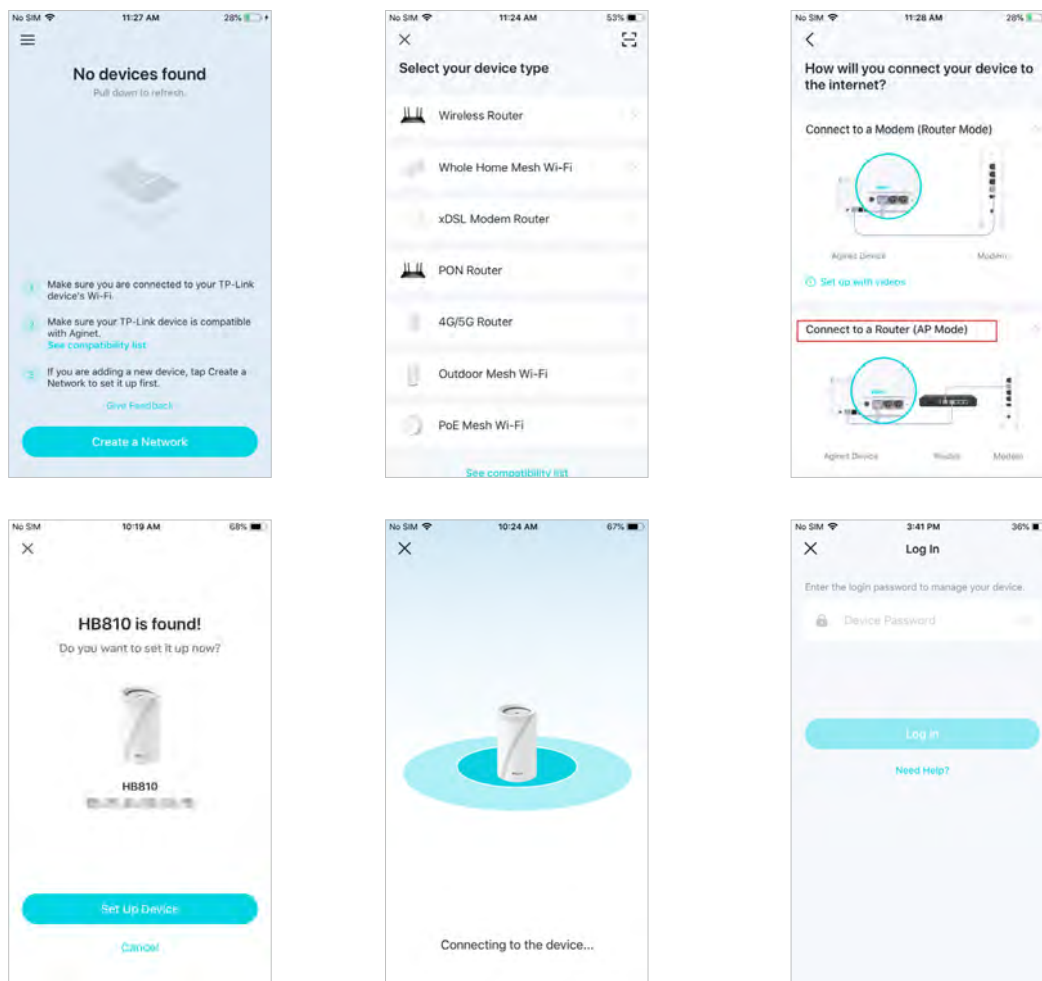 No SIM 11:27 AM 28%
No devices found
Pull down to refresh.
1 Make sure you are connected to your TP-Link
device's Wi-Fi.
2 Make sure your TP-Link device is compatible
with Aginet.
See compatibility list
3 If you are adding a new device, tap Create a
Network to set it up first.
Give Feedback
Create a Network
No SIM 11:24 AM 53%
Select your device type
Wireless Router
Whole Home Mesh Wi-Fi
xDSL Modem Router
PON Router
4G/5G Router
Outdoor Mesh Wi-Fi
PoE Mesh Wi-Fi
See compatibility list
No SIM 11:28 AM 28%
How will you connect your device to
the internet?
Connect to a Modem (Router Mode)
Aginet Device Modem
Set up with videos
Connect to a Router (AP Mode)
Aginet Device Router Modem
No SIM 10:19 AM 68%
HB810 is found!
Do you want to set it up now?
HB810
Set Up Device
Cancel
No SIM 10:24 AM 67%
Connecting to the device...
No SIM 3:41 PM 36%
Log In
Enter the login password to manage your device.
Device Password
Log In
Need Help?